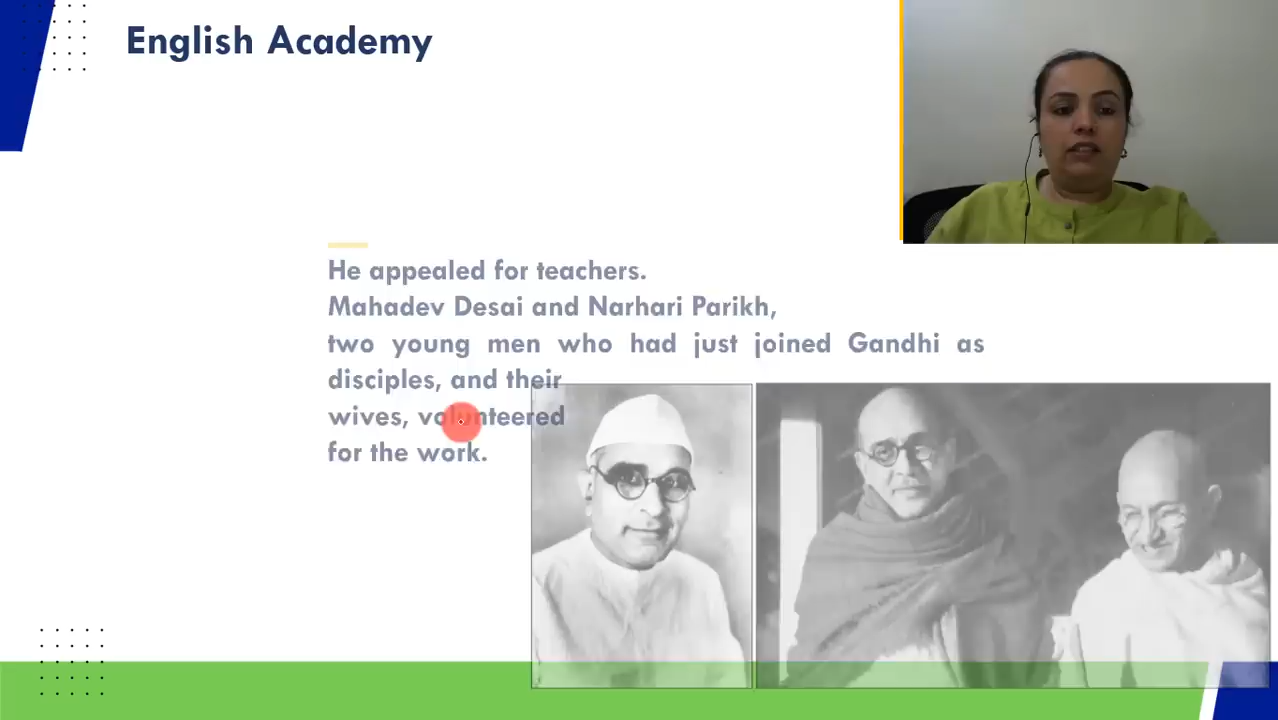 English Academy
He appealed for teachers.
Mahadev Desai and Narhari Parikh,
two young men who had just joined Gandhi as
disciples, and their
wives, volunteered
for the work.